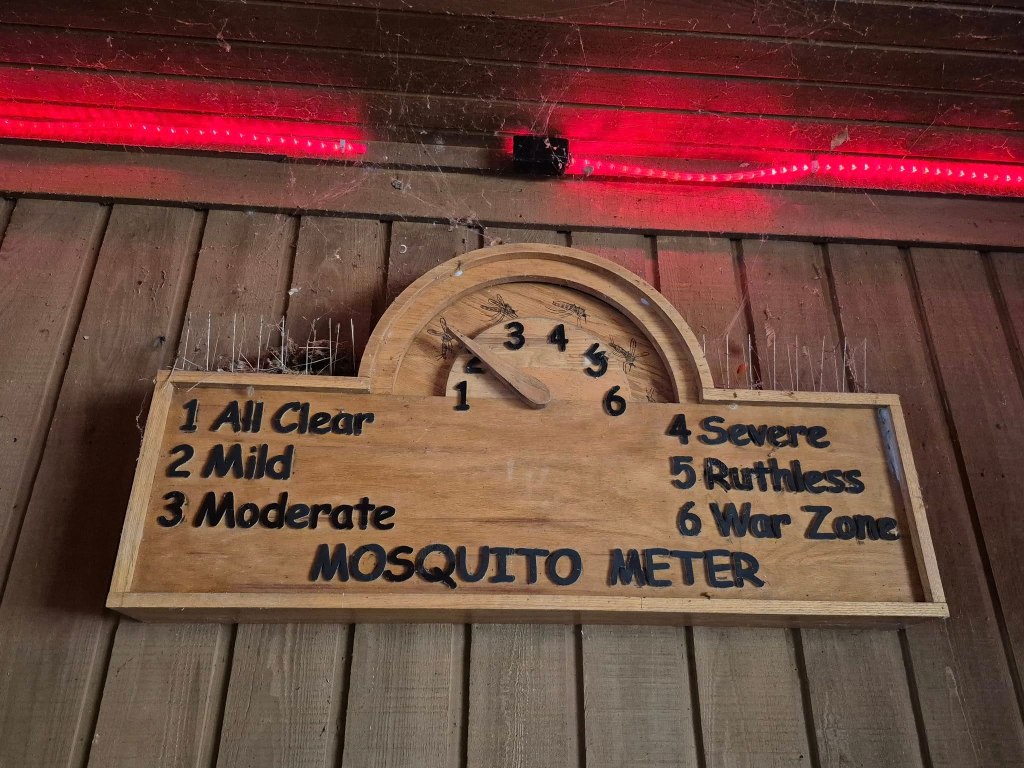 1 2 3 4 5 6
1 All Clear
2 Mild
3 Moderate
4 Severe
5 Ruthless
6 War Zone
MOSQUITO METER